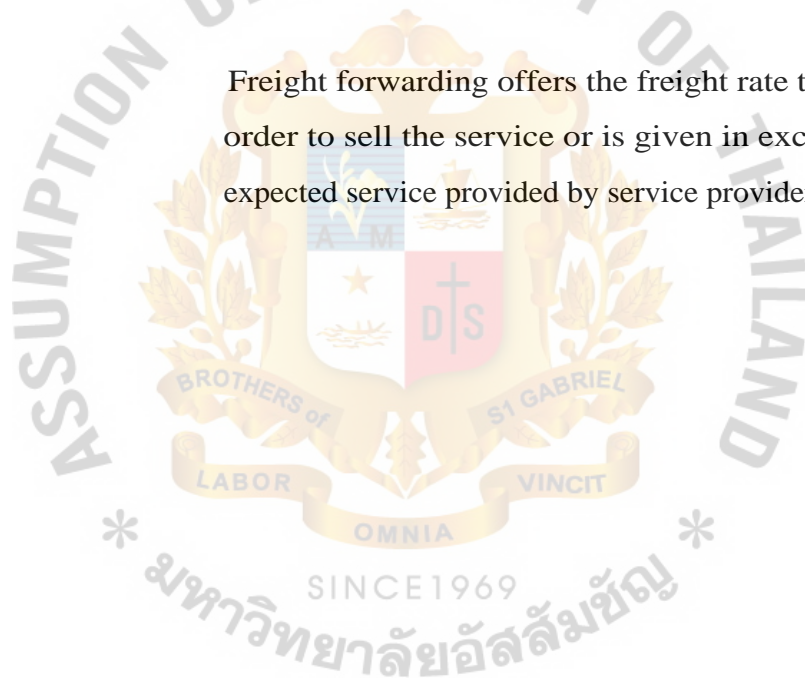 Freight forwarding offers the freight rate t
order to sell the service or is given in exc
expected service provided by service provide
ASSUMPTION
OF THAILAND
A M
D S
BROTHERS of
S1 GABRIEL
LABOR
VINCIT
OMNIA
* SINCE1969 *
มหาวิทยาลัยอัสสัมชัญ